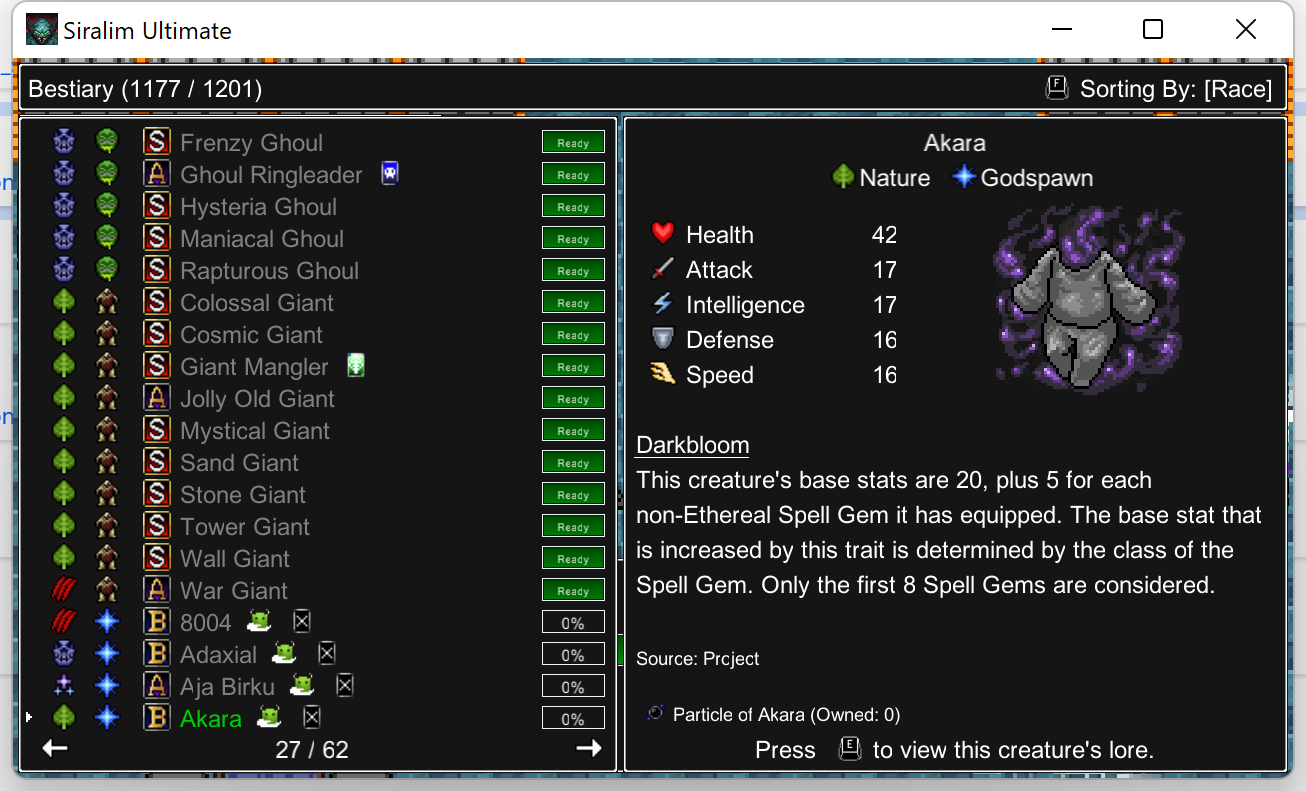 Siralim Ultimate
Bestiary (1177 / 1201)
F Sorting By: [Race]
S Frenzy Ghoul Ready
A Ghoul Ringleader Ready
S Hysteria Ghoul Ready
S Maniacal Ghoul Ready
S Rapturous Ghoul Ready
S Colossal Giant Ready
S Cosmic Giant Ready
S Giant Mangler Ready
A Jolly Old Giant Ready
S Mystical Giant Ready
S Sand Giant Ready
S Stone Giant Ready
S Tower Giant Ready
S Wall Giant Ready
A War Giant Ready
B 8004 0%
B Adaxial 0%
A Aja Birku 0%
B Akara 0%
27 / 62
Akara
Nature Godspawn
Health 42
Attack 17
Intelligence 17
Defense 16
Speed 16
Darkbloom
This creature's base stats are 20, plus 5 for each
non-Ethereal Spell Gem it has equipped. The base stat that
is increased by this trait is determined by the class of the
Spell Gem. Only the first 8 Spell Gems are considered.
Source: Project
Particle of Akara (Owned: 0)
Press E to view this creature's lore.